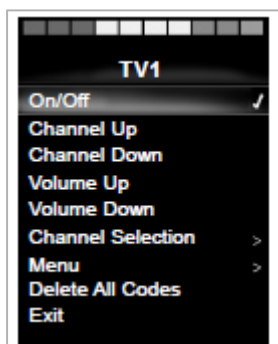 TV1
On/Off ✓
Channel Up
Channel Down
Volume Up
Volume Down
Channel Selection >
Menu >
Delete All Codes
Exit